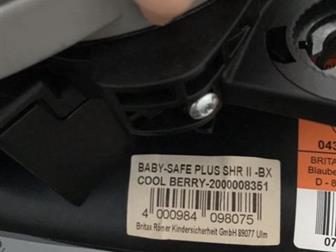 BABY-SAFE PLUS SHR II -BX
COOL BERRY-2000008351
4 000984 098075
Britax Römer Kindersicherheit GmbH 89077 Ulm
043
BRITA
Blaube
D - 8